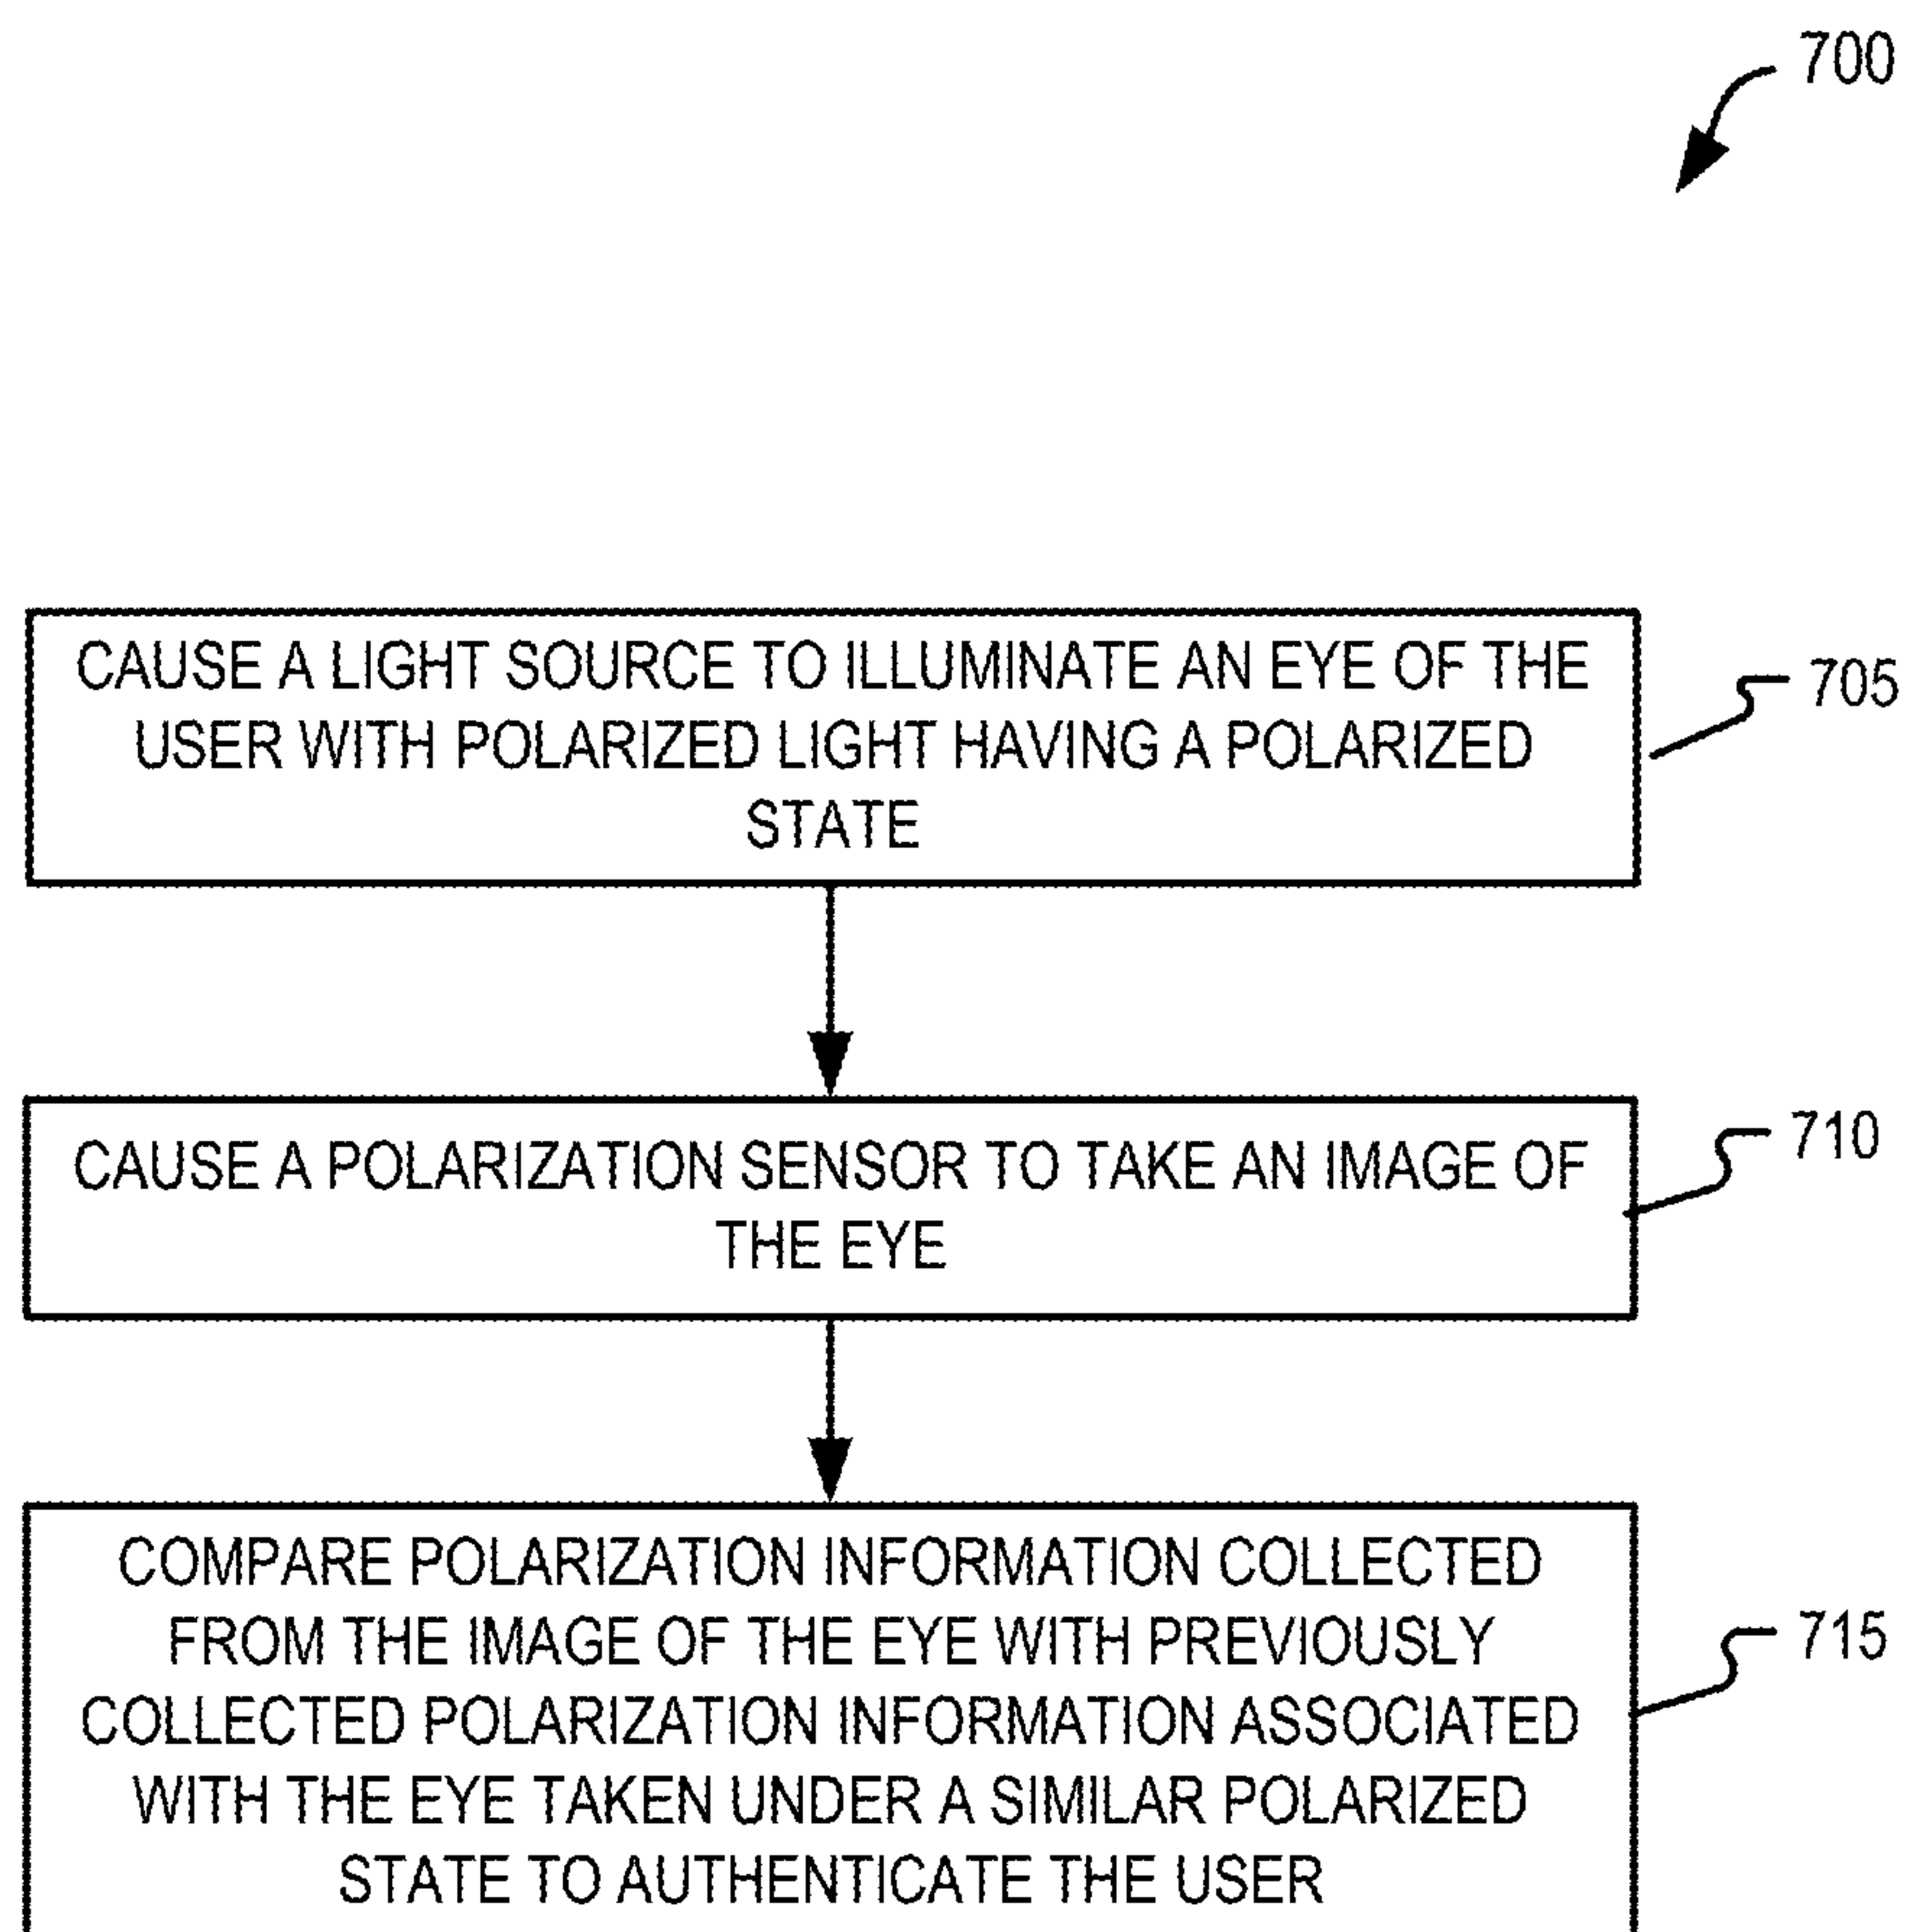 700
CAUSE A LIGHT SOURCE TO ILLUMINATE AN EYE OF THE
USER WITH POLARIZED LIGHT HAVING A POLARIZED
STATE
705
CAUSE A POLARIZATION SENSOR TO TAKE AN IMAGE OF
THE EYE
710
COMPARE POLARIZATION INFORMATION COLLECTED
FROM THE IMAGE OF THE EYE WITH PREVIOUSLY
COLLECTED POLARIZATION INFORMATION ASSOCIATED
WITH THE EYE TAKEN UNDER A SIMILAR POLARIZED
STATE TO AUTHENTICATE THE USER
715